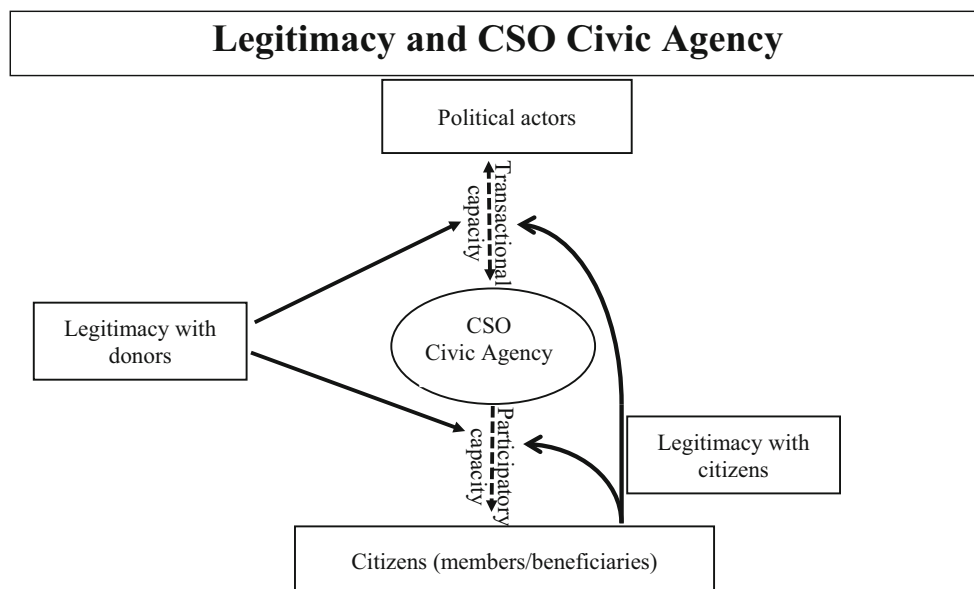 Legitimacy and CSO Civic Agency
Political actors
Transactional
capacity
Legitimacy with
donors
CSO
Civic Agency
Participatory
capacity
Legitimacy with
citizens
Citizens (members/beneficiaries)